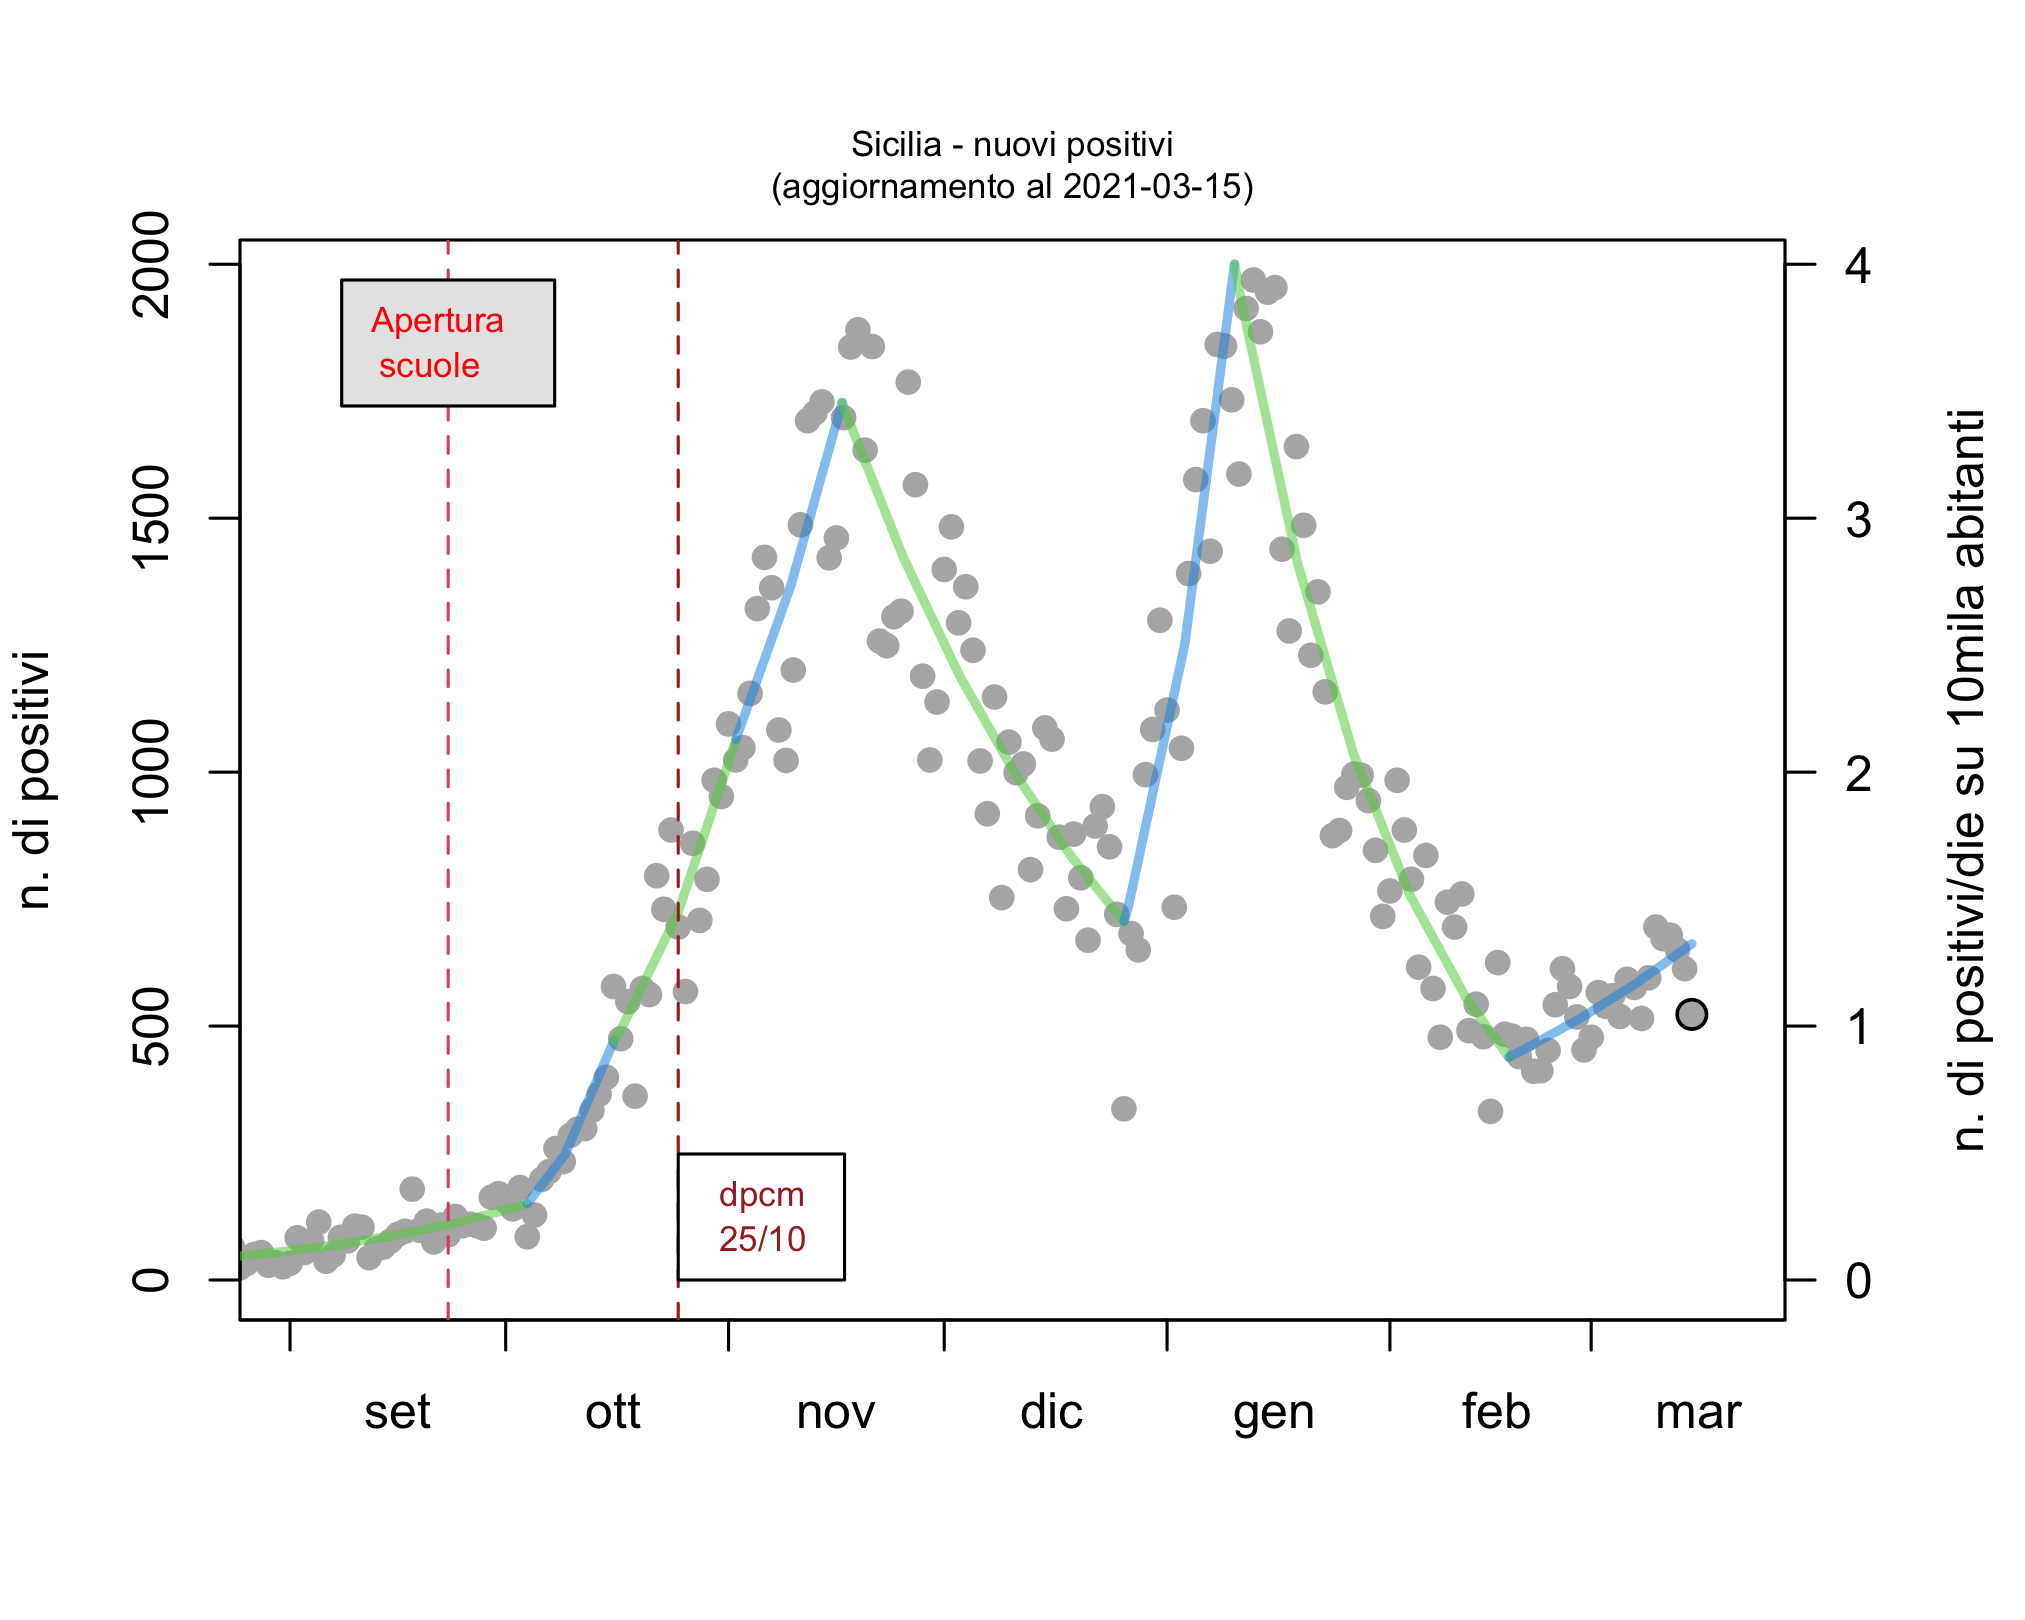 Sicilia - nuovi positivi
(aggiornamento al 2021-03-15)
n. di positivi
2000
1500
1000
500
0
Apertura
scuole
dpcm
25/10
4
3
2
1
0
n. di positivi/die su 10mila abitanti
set ott nov dic gen feb mar